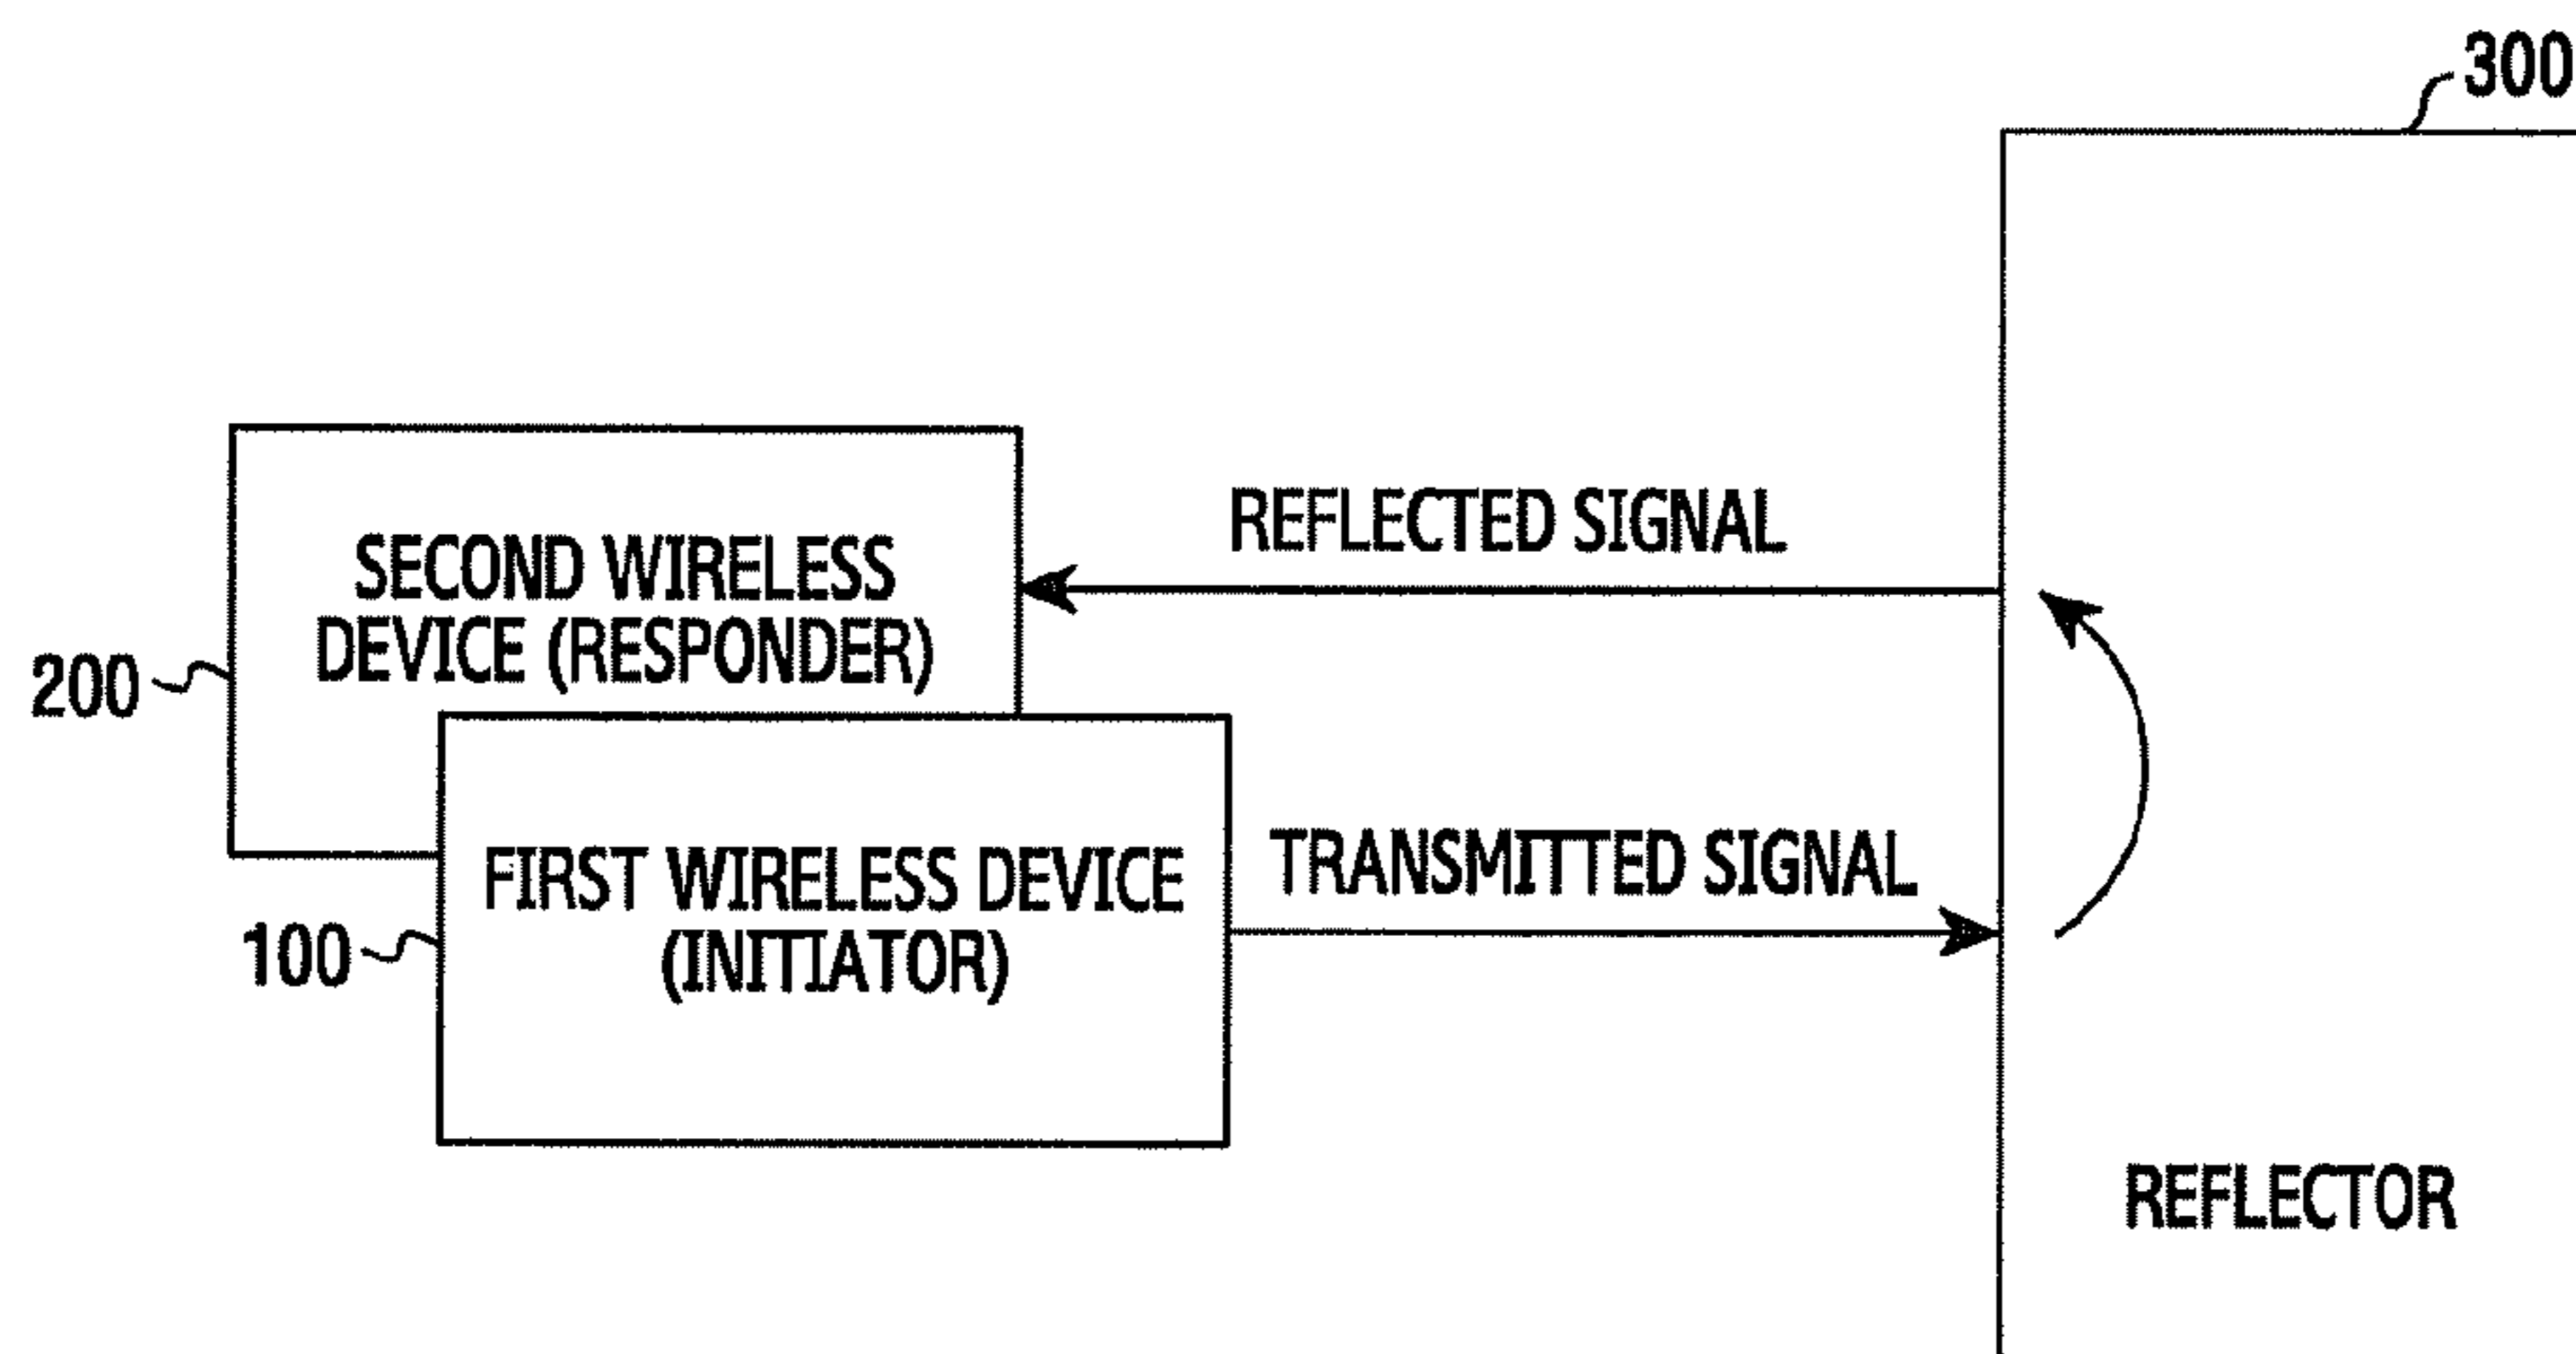 300
REFLECTED SIGNAL
SECOND WIRELESS
DEVICE (RESPONDER)
200
TRANSMITTED SIGNAL
FIRST WIRELESS DEVICE
(INITIATOR)
100
REFLECTOR